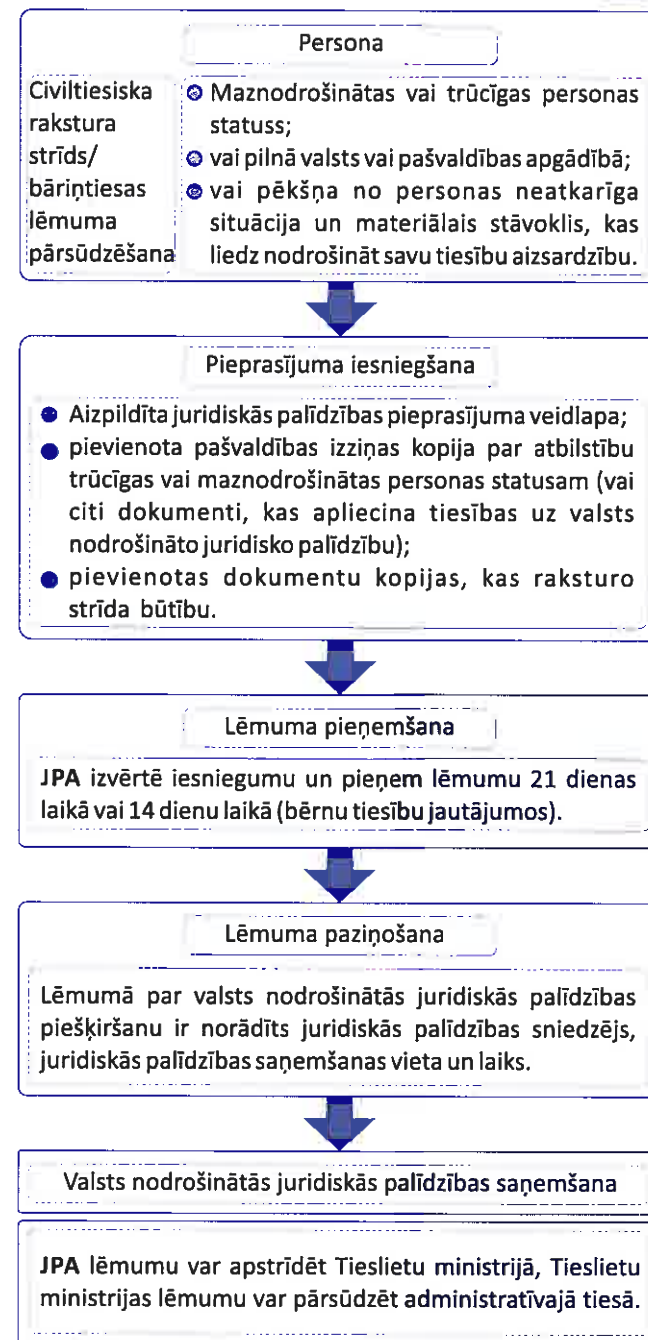 Persona
Civiltiesiska
rakstura
strīds/
bāriņtiesas
lēmuma
pārsūdzēšana
Maznodrošinātas vai trūcīgas personas
statuss;
vai pilnā valsts vai pašvaldības apgādībā;
vai pēkšņa no personas neatkarīga
situācija un materiālais stāvoklis, kas
liedz nodrošināt savu tiesību aizsardzību.
Pieprasījuma iesniegšana
Aizpildīta juridiskās palīdzības pieprasījuma veidlapa;
pievienota pašvaldības izziņas kopija par atbilstību
trūcīgas vai maznodrošinātas personas statusam (vai
citi dokumenti, kas apliecina tiesības uz valsts
nodrošināto juridisko palīdzību);
pievienotas dokumentu kopijas, kas raksturo
strīda būtību.
Lēmuma pieņemšana
JPA izvērtē iesniegumu un pieņem lēmumu 21 dienas
laikā vai 14 dienu laikā (bērnu tiesību jautājumos).
Lēmuma paziņošana
Lēmumā par valsts nodrošinātās juridiskās palīdzības
piešķiršanu ir norādīts juridiskās palīdzības sniedzējs,
juridiskās palīdzības saņemšanas vieta un laiks.
Valsts nodrošinātās juridiskās palīdzības saņemšana
JPA lēmumu var apstrīdēt Tieslietu ministrijā, Tieslietu
ministrijas lēmumu var pārsūdzēt administratīvajā tiesā.